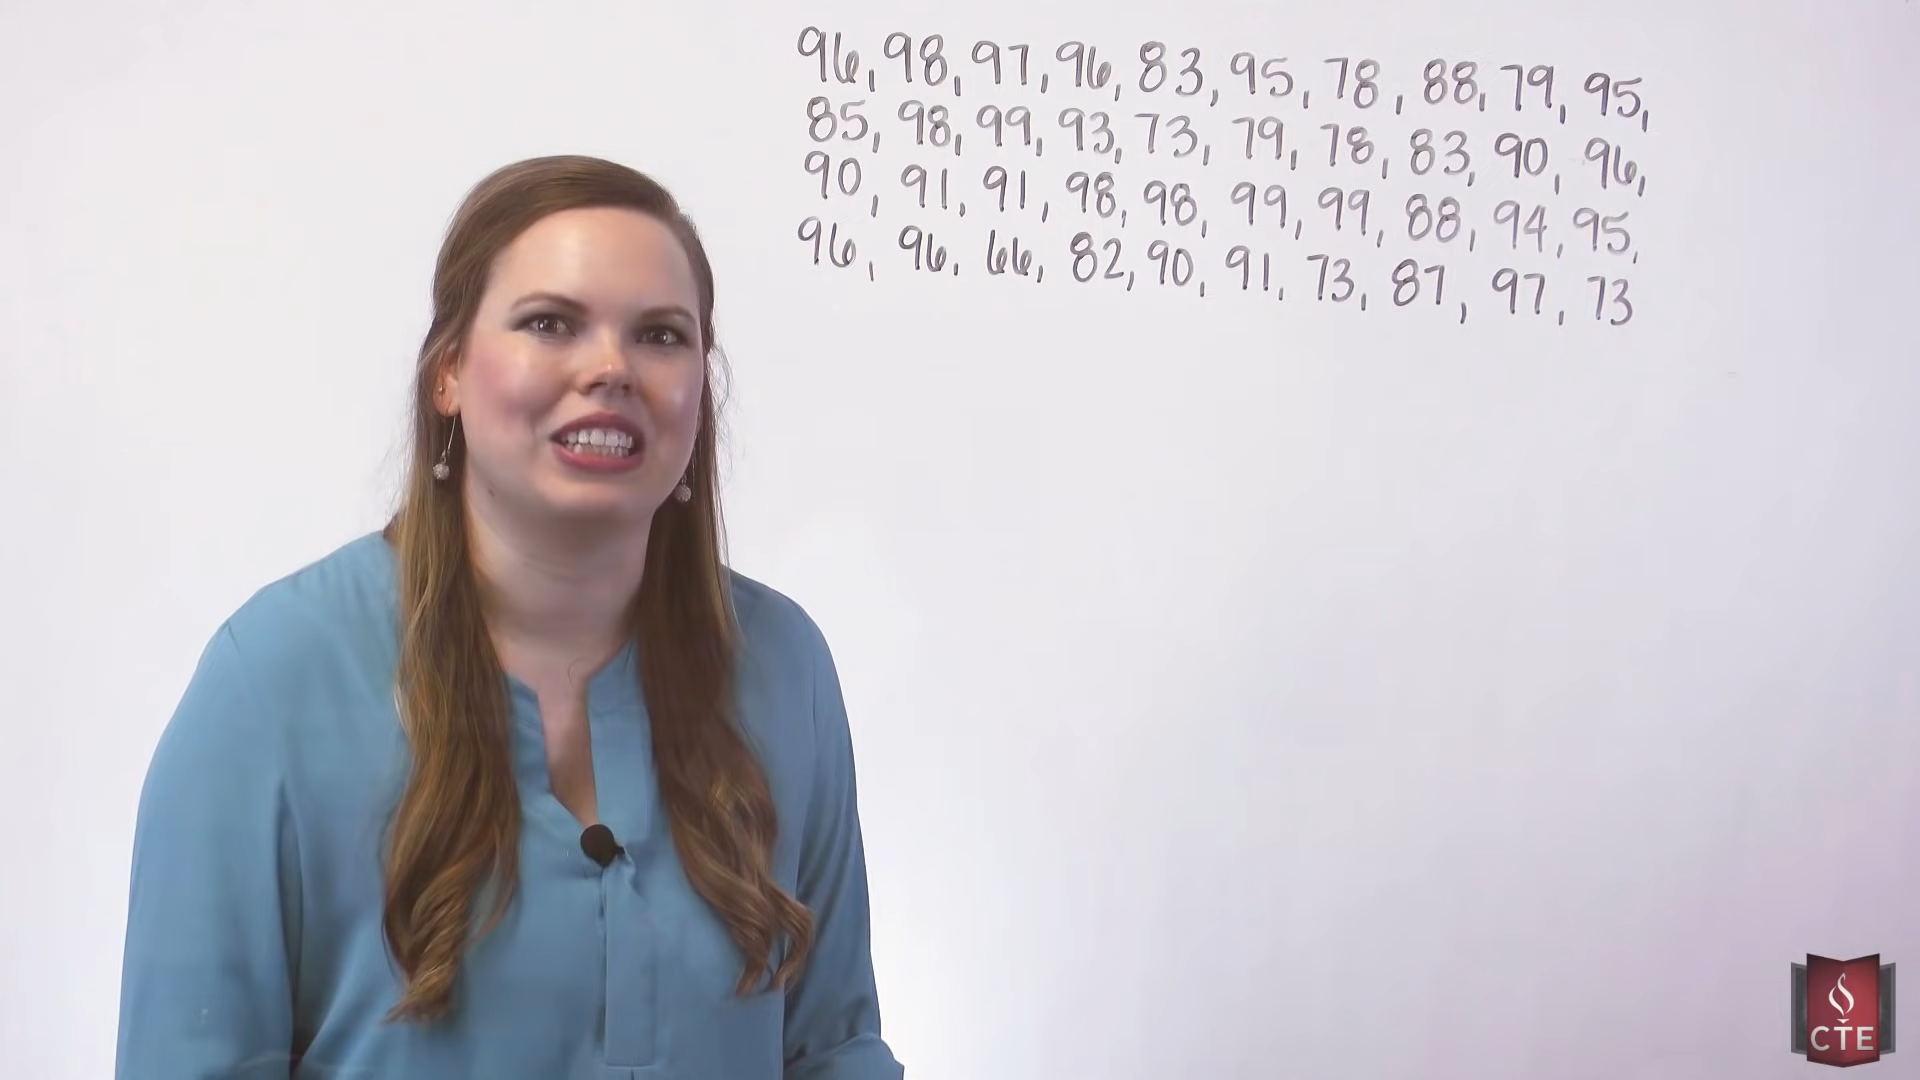 96, 98, 97, 96, 83, 95, 78, 88, 79, 95,
85, 98, 99, 93, 73, 79, 78, 83, 90, 96,
90, 91, 91, 98, 98, 99, 99, 88, 94, 95,
96, 96. 66, 82, 90, 91, 73, 87, 97, 73
CTE